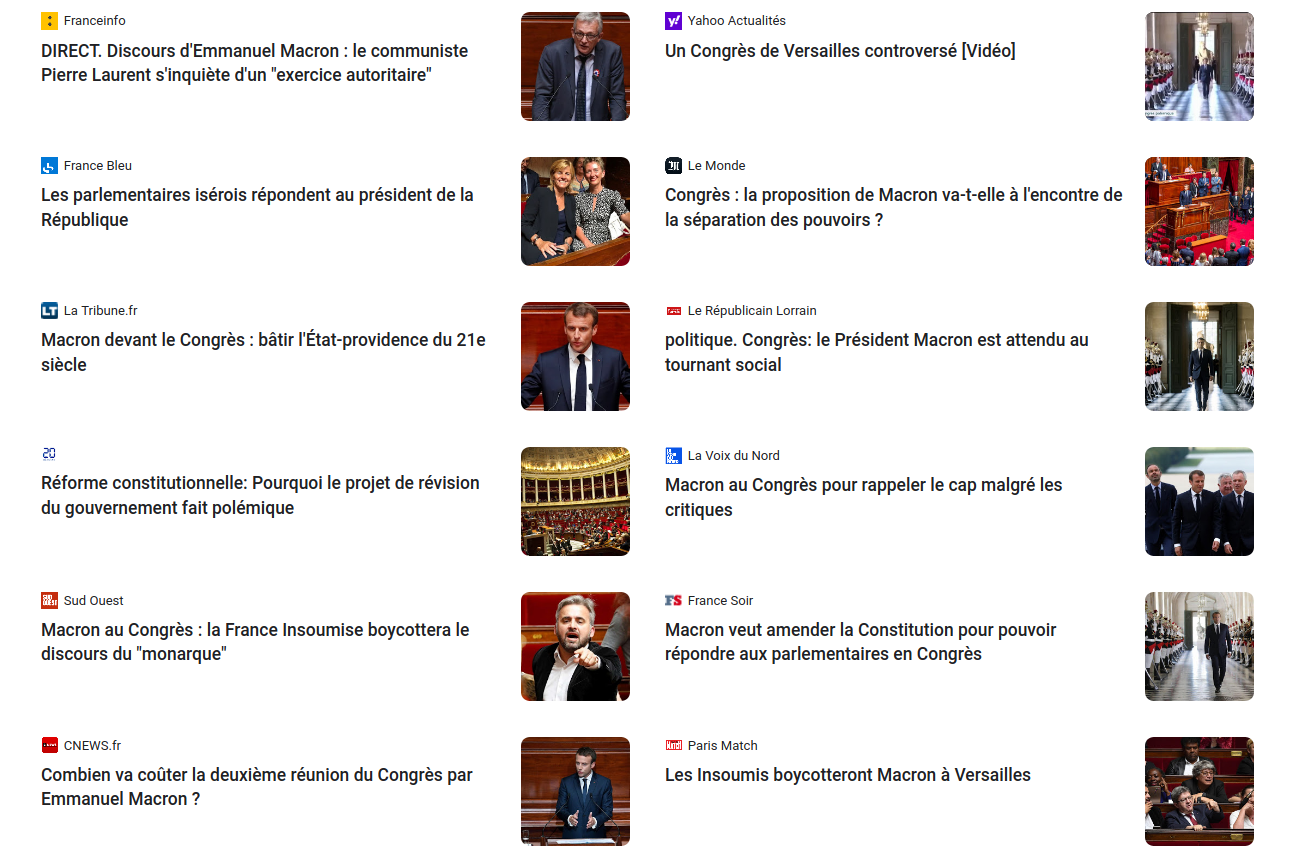 Franceinfo
DIRECT. Discours d'Emmanuel Macron : le communiste
Pierre Laurent s'inquiète d'un "exercice autoritaire"
Yahoo Actualités
Un Congrès de Versailles controversé [Vidéo]
France Bleu
Les parlementaires isérois répondent au président de la
République
Le Monde
Congrès : la proposition de Macron va-t-elle à l'encontre de
la séparation des pouvoirs ?
LT La Tribune.fr
Macron devant le Congrès : bâtir l'État-providence du 21e
siècle
Le Républicain Lorrain
politique. Congrès: le Président Macron est attendu au
tournant social
20
Réforme constitutionnelle: Pourquoi le projet de révision
du gouvernement fait polémique
La Voix du Nord
Macron au Congrès pour rappeler le cap malgré les
critiques
Sud Ouest
Macron au Congrès : la France Insoumise boycottera le
discours du "monarque"
FS France Soir
Macron veut amender la Constitution pour pouvoir
répondre aux parlementaires en Congrès
CNEWS.fr
Combien va coûter la deuxième réunion du Congrès par
Emmanuel Macron ?
Paris Match
Les Insoumis boycotteront Macron à Versailles